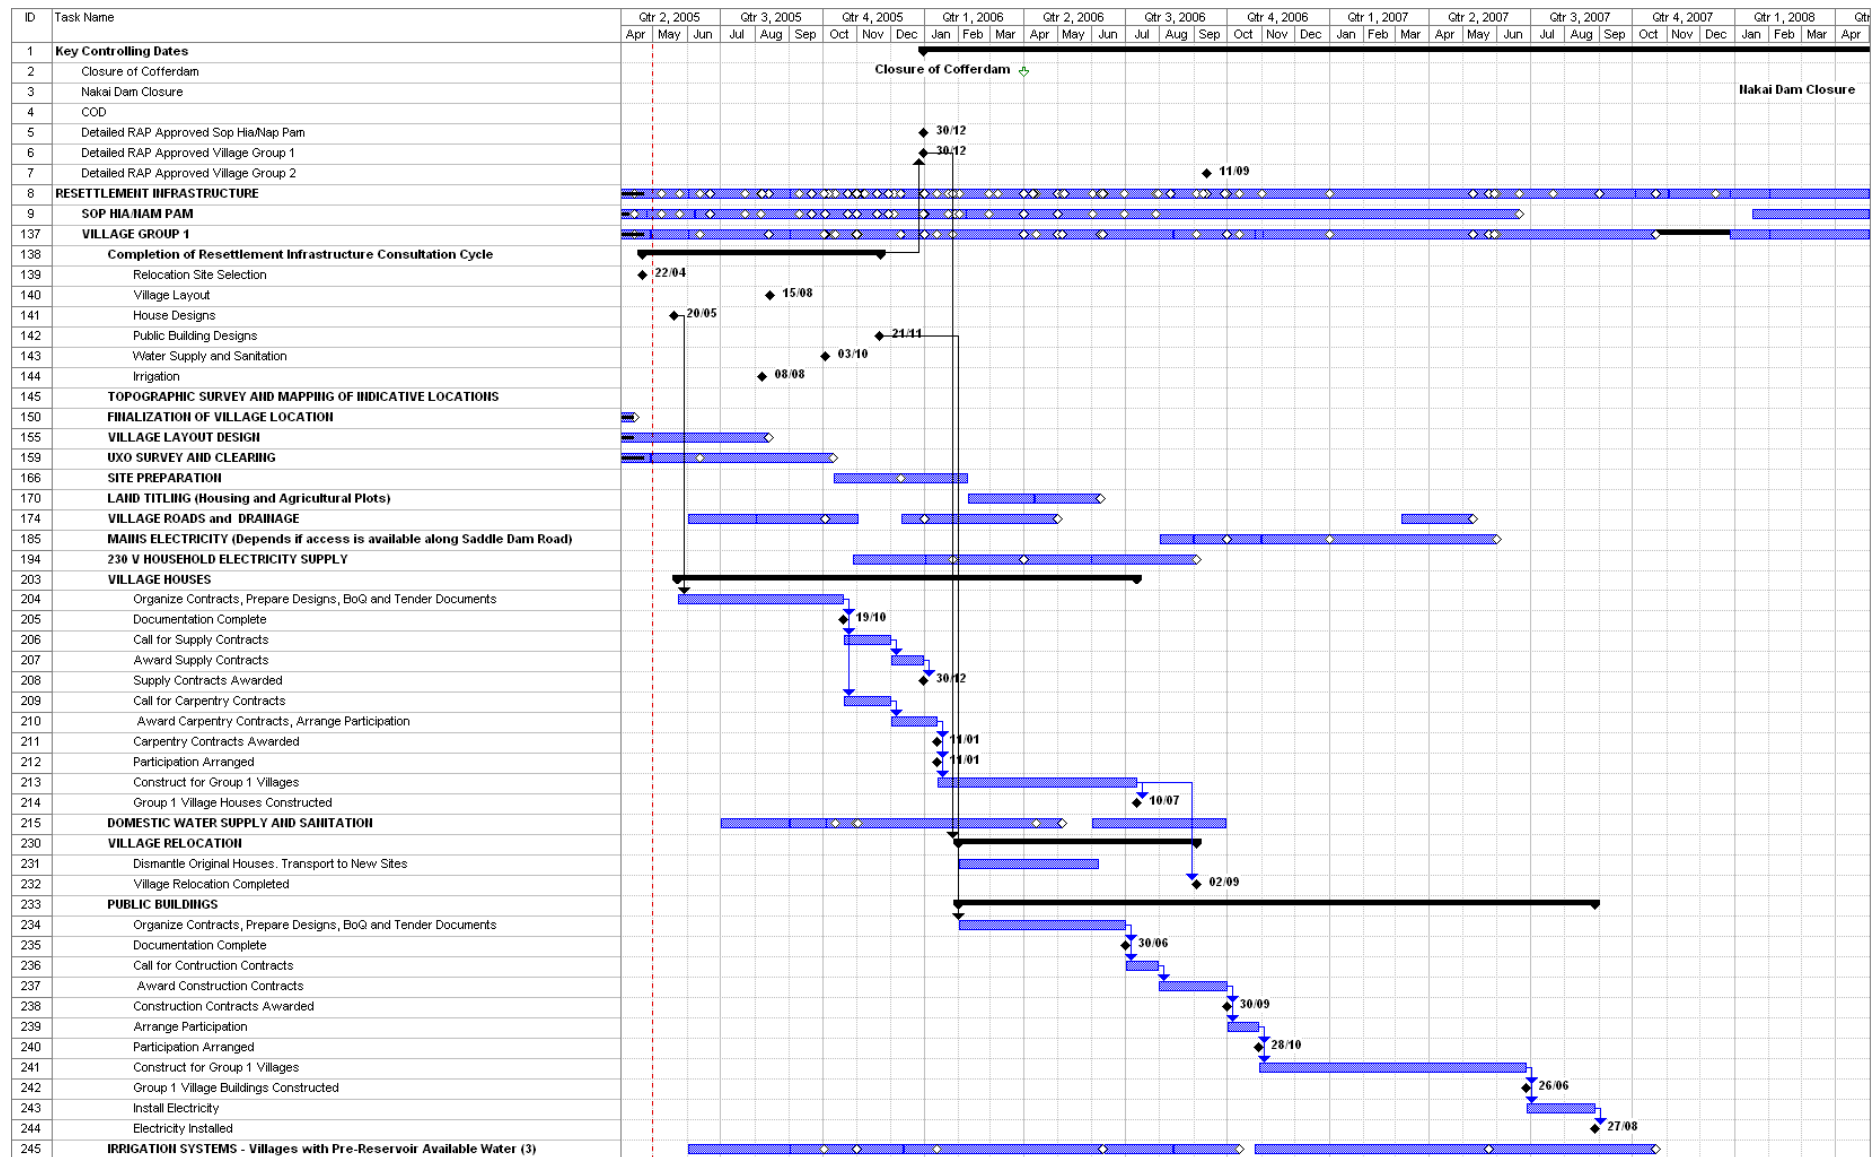 ID Task Name Qtr 2, 2005 Qtr 3, 2005 Qtr 4, 2005 Qtr 1, 2006 Qtr 2, 2006 Qtr 3, 2006 Qtr 4, 2006 Qtr 1, 2007 Qtr 2, 2007 Qtr 3, 2007 Qtr 4, 2007 Qtr 1, 2008 Qtr
Apr May Jun Jul Aug Sep Oct Nov Dec Jan Feb Mar Apr May Jun Jul Aug Sep Oct Nov Dec Jan Feb Mar Apr May Jun Jul Aug Sep Oct Nov Dec Jan Feb Mar Apr
1 Key Controlling Dates
2 Closure of Cofferdam Closure of Cofferdam
3 Nakai Dam Closure Nakai Dam Closure
4 COD
5 Detailed RAP Approved Sop Hia/Nap Pam 30/12
6 Detailed RAP Approved Village Group 1 30/12
7 Detailed RAP Approved Village Group 2 11/09
8 RESETTLEMENT INFRASTRUCTURE
9 SOP HIA/NAM PAM
137 VILLAGE GROUP 1
138 Completion of Resettlement Infrastructure Consultation Cycle
139 Relocation Site Selection 22/04
140 Village Layout 15/08
141 House Designs 20/05
142 Public Building Designs 21/11
143 Water Supply and Sanitation 03/10
144 Irrigation 08/08
145 TOPOGRAPHIC SURVEY AND MAPPING OF INDICATIVE LOCATIONS
150 FINALIZATION OF VILLAGE LOCATION
155 VILLAGE LAYOUT DESIGN
159 UXO SURVEY AND CLEARING
166 SITE PREPARATION
170 LAND TITLING (Housing and Agricultural Plots)
174 VILLAGE ROADS and DRAINAGE
185 MAINS ELECTRICITY (Depends if access is available along Saddle Dam Road)
194 230 V HOUSEHOLD ELECTRICITY SUPPLY
203 VILLAGE HOUSES
204 Organize Contracts, Prepare Designs, BoQ and Tender Documents
205 Documentation Complete 19/10
206 Call for Supply Contracts
207 Award Supply Contracts
208 Supply Contracts Awarded 30/12
209 Call for Carpentry Contracts
210 Award Carpentry Contracts, Arrange Participation
211 Carpentry Contracts Awarded 11/01
212 Participation Arranged 11/01
213 Construct for Group 1 Villages
214 Group 1 Village Houses Constructed 10/07
215 DOMESTIC WATER SUPPLY AND SANITATION
230 VILLAGE RELOCATION
231 Dismantle Original Houses. Transport to New Sites
232 Village Relocation Completed 02/09
233 PUBLIC BUILDINGS
234 Organize Contracts, Prepare Designs, BoQ and Tender Documents
235 Documentation Complete 30/06
236 Call for Contruction Contracts
237 Award Construction Contracts
238 Construction Contracts Awarded 30/09
239 Arrange Participation
240 Participation Arranged 28/10
241 Construct for Group 1 Villages
242 Group 1 Village Buildings Constructed 26/06
243 Install Electricity
244 Electricity Installed 27/08
245 IRRIGATION SYSTEMS - Villages with Pre-Reservoir Available Water (3)